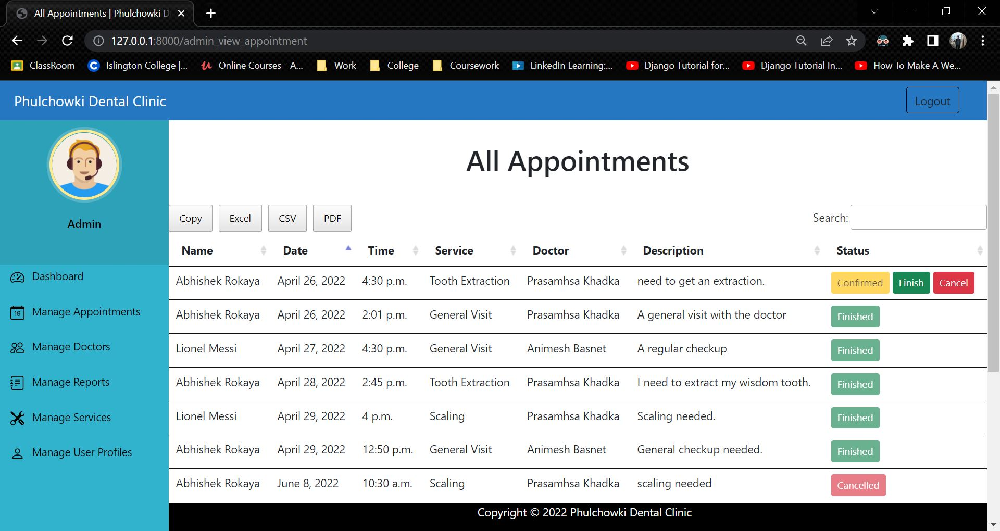 All Appointments | Phulchowki D
127.0.0.1:8000/admin_view_appointment
ClassRoom Islington College |... Online Courses - A... Work College Coursework LinkedIn Learning:... Django Tutorial for... Django Tutorial In... How To Make A We...
Phulchowki Dental Clinic Logout
Admin
Dashboard
19 Manage Appointments
Manage Doctors
Manage Reports
Manage Services
Manage User Profiles
All Appointments
Copy Excel CSV PDF Search:
Name Date Time Service Doctor Description Status
Abhishek Rokaya April 26, 2022 4:30 p.m. Tooth Extraction Prasamhsa Khadka need to get an extraction. Confirmed Finish Cancel
Abhishek Rokaya April 26, 2022 2:01 p.m. General Visit Prasamhsa Khadka A general visit with the doctor Finished
Lionel Messi April 27, 2022 4:30 p.m. General Visit Animesh Basnet A regular checkup Finished
Abhishek Rokaya April 28, 2022 2:45 p.m. Tooth Extraction Prasamhsa Khadka I need to extract my wisdom tooth. Finished
Lionel Messi April 29, 2022 4 p.m. Scaling Prasamhsa Khadka Scaling needed. Finished
Abhishek Rokaya April 29, 2022 12:50 p.m. General Visit Animesh Basnet General checkup needed. Finished
Abhishek Rokaya June 8, 2022 10:30 a.m. Scaling Prasamhsa Khadka scaling needed Cancelled
Copyright © 2022 Phulchowki Dental Clinic